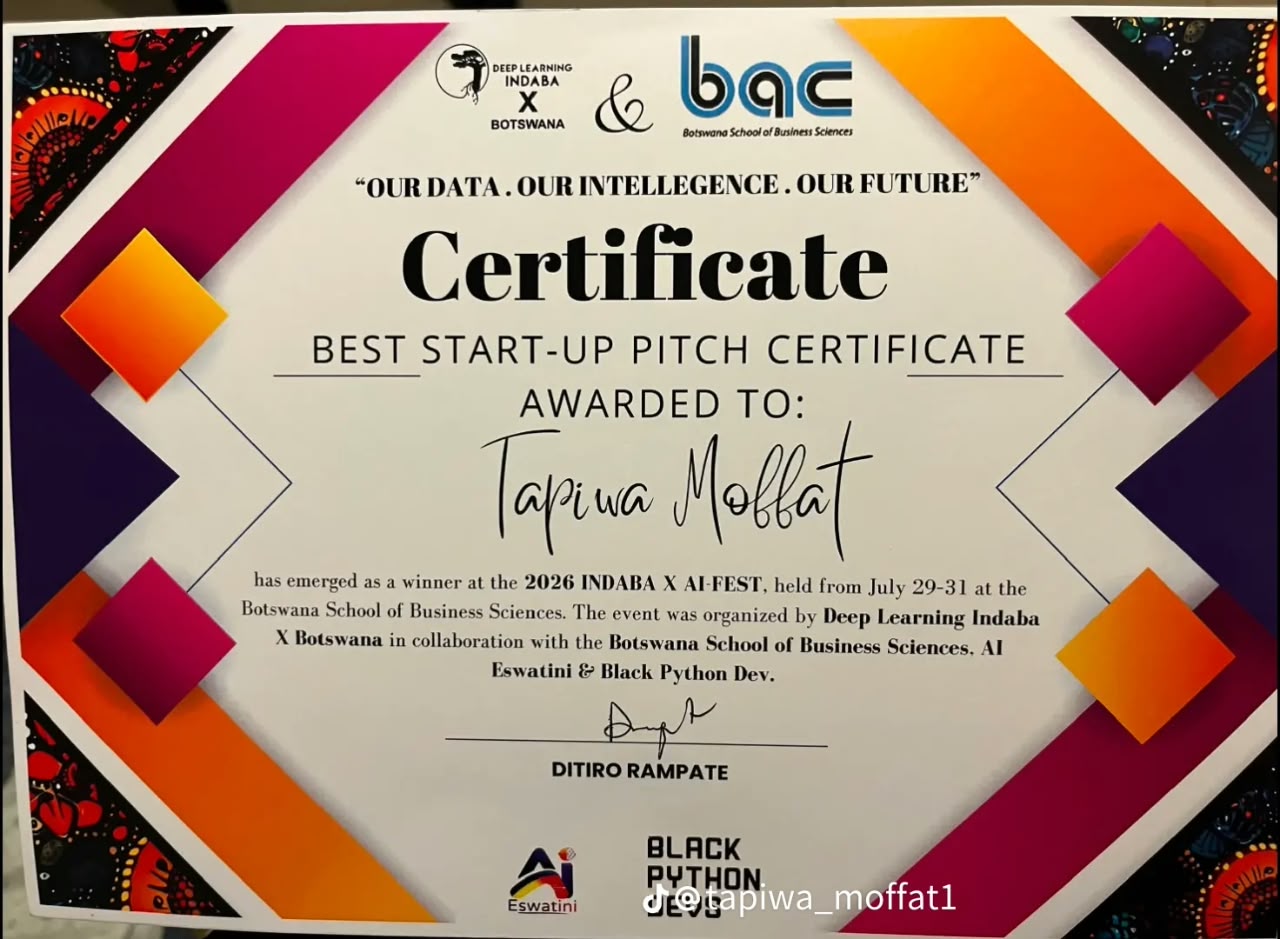 DEEP LEARNING
INDABA
X
BOTSWANA
&
bac
Botswana School of Business Sciences
“OUR DATA . OUR INTELLEGENCE . OUR FUTURE”
Certificate
BEST START-UP PITCH CERTIFICATE
AWARDED TO:
Tapiwa Moffat
has emerged as a winner at the 2026 INDABA X AI-FEST, held from July 29-31 at the
Botswana School of Business Sciences. The event was organized by Deep Learning Indaba
X Botswana in collaboration with the Botswana School of Business Sciences, AI
Eswatini & Black Python Dev.
DITIRO RAMPATE
Ai
Eswatini
BLACK
PYTHON
DEVS
@tapiwa_moffat1